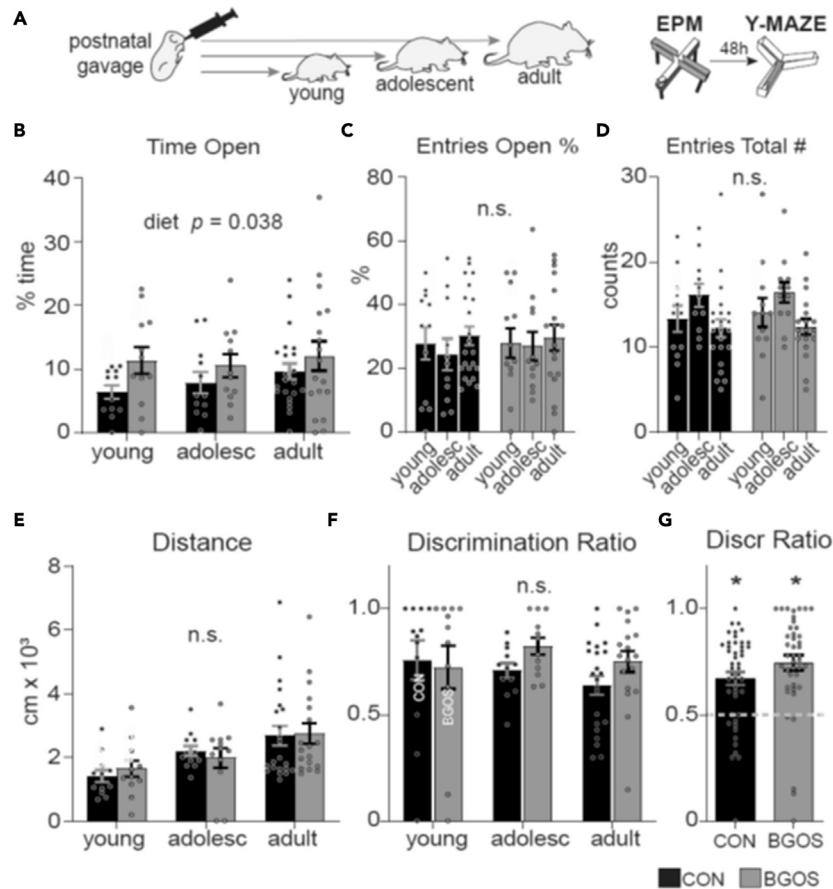 A
postnatal
gavage
young
adolescent
adult
EPM
48h
Y-MAZE
B
Time Open
% time
40
30
20
10
0
diet p = 0.038
young
adolesc
adult
C
Entries Open %
%
80
60
40
20
0
n.s.
young
adolesc
adult
young
adolesc
adult
D
Entries Total #
counts
30
20
10
0
n.s.
young
adolesc
adult
young
adolesc
adult
E
Distance
cm x 10³
8
6
4
2
0
n.s.
young
adolesc
adult
F
Discrimination Ratio
1.0
0.5
0
n.s.
CON
BGOS
young
adolesc
adult
G
Discr Ratio
1.0
0.5
0
*
*
CON
BGOS
CON
BGOS